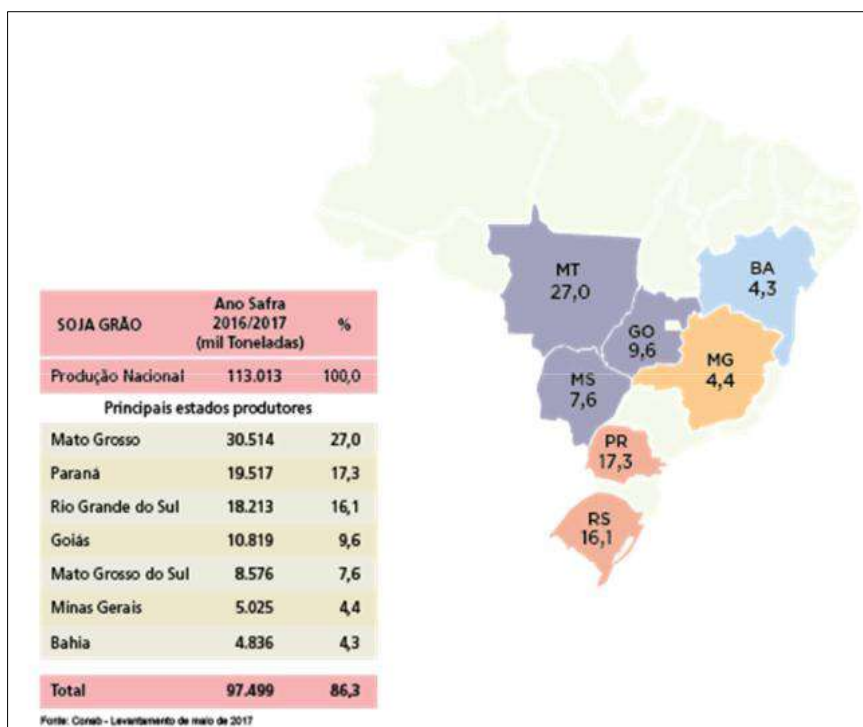 SOJA GRÃO Ano Safra 2016/2017 (mil Toneladas) %
Produção Nacional 113.013 100,0
Principais estados produtores
Mato Grosso 30.514 27,0
Paraná 19.517 17,3
Rio Grande do Sul 18.213 16,1
Goiás 10.819 9,6
Mato Grosso do Sul 8.576 7,6
Minas Gerais 5.025 4,4
Bahia 4.836 4,3
Total 97.499 86,3
Fonte: Conab - Levantamento de maio de 2017
MT
27,0
BA
4,3
GO
9,6
MG
4,4
MS
7,6
PR
17,3
RS
16,1